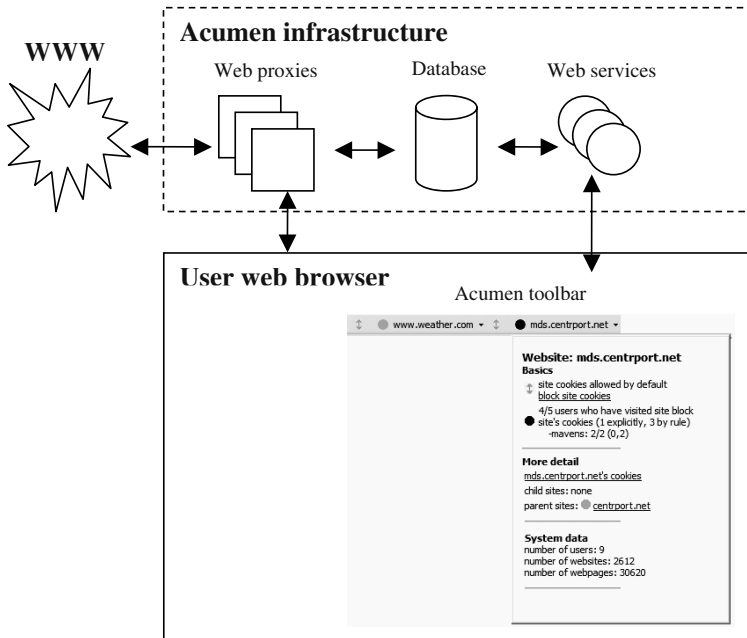 WWW
Acumen infrastructure
Web proxies
Database
Web services
User web browser
Acumen toolbar
www.weather.com
mds.centrport.net
Website: mds.centrport.net
Basics
site cookies allowed by default
block site cookies
4/5 users who have visited site block
site's cookies (1 explicitly, 3 by rule)
-mavens: 2/2 (0,2)
More detail
mds.centrport.net's cookies
child sites: none
parent sites: centrport.net
System data
number of users: 9
number of websites: 2612
number of webpages: 30620